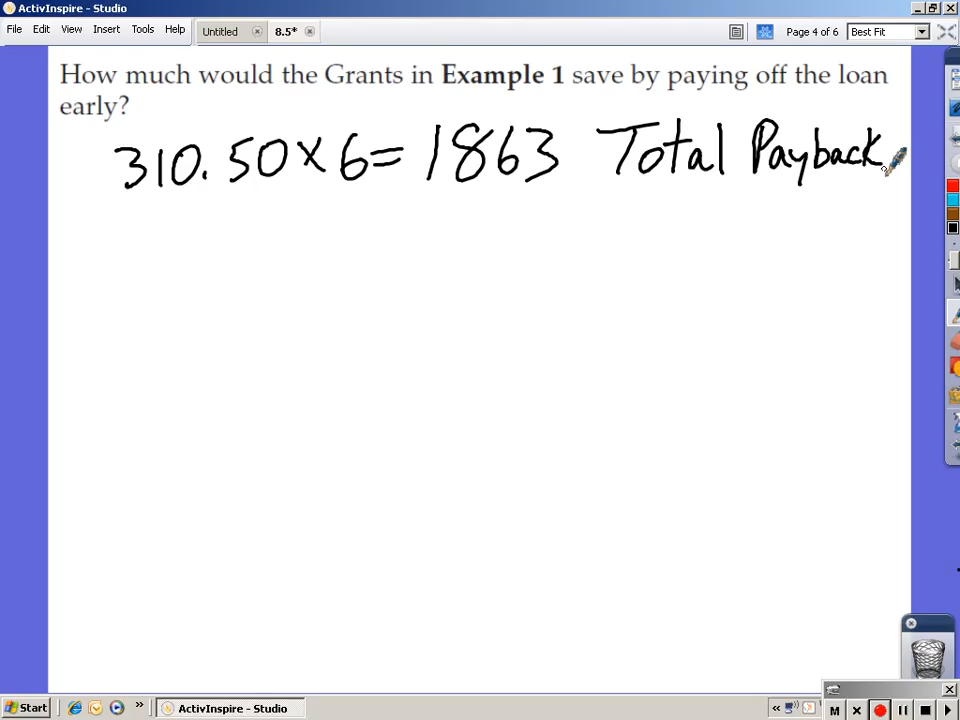 ActivInspire - Studio
File Edit View Insert Tools Help Untitled 8.5* Page 4 of 6 Best Fit
How much would the Grants in Example 1 save by paying off the loan
early?
310.50 x 6 = 1863 Total Payback
Start » ActivInspire - Studio «
M